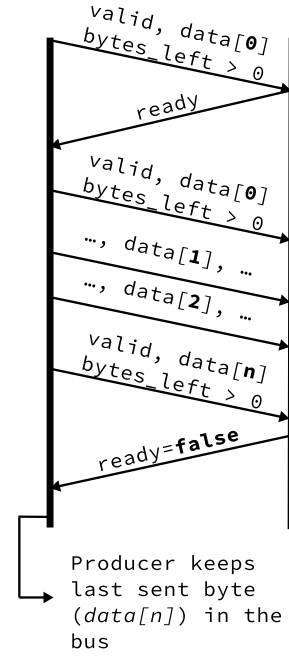 valid, data[0]
bytes_left > 0
ready
valid, data[0]
bytes_left > 0
…, data[1], …
…, data[2], …
valid, data[n]
bytes_left > 0
ready=false
Producer keeps
last sent byte
(data[n]) in the
bus